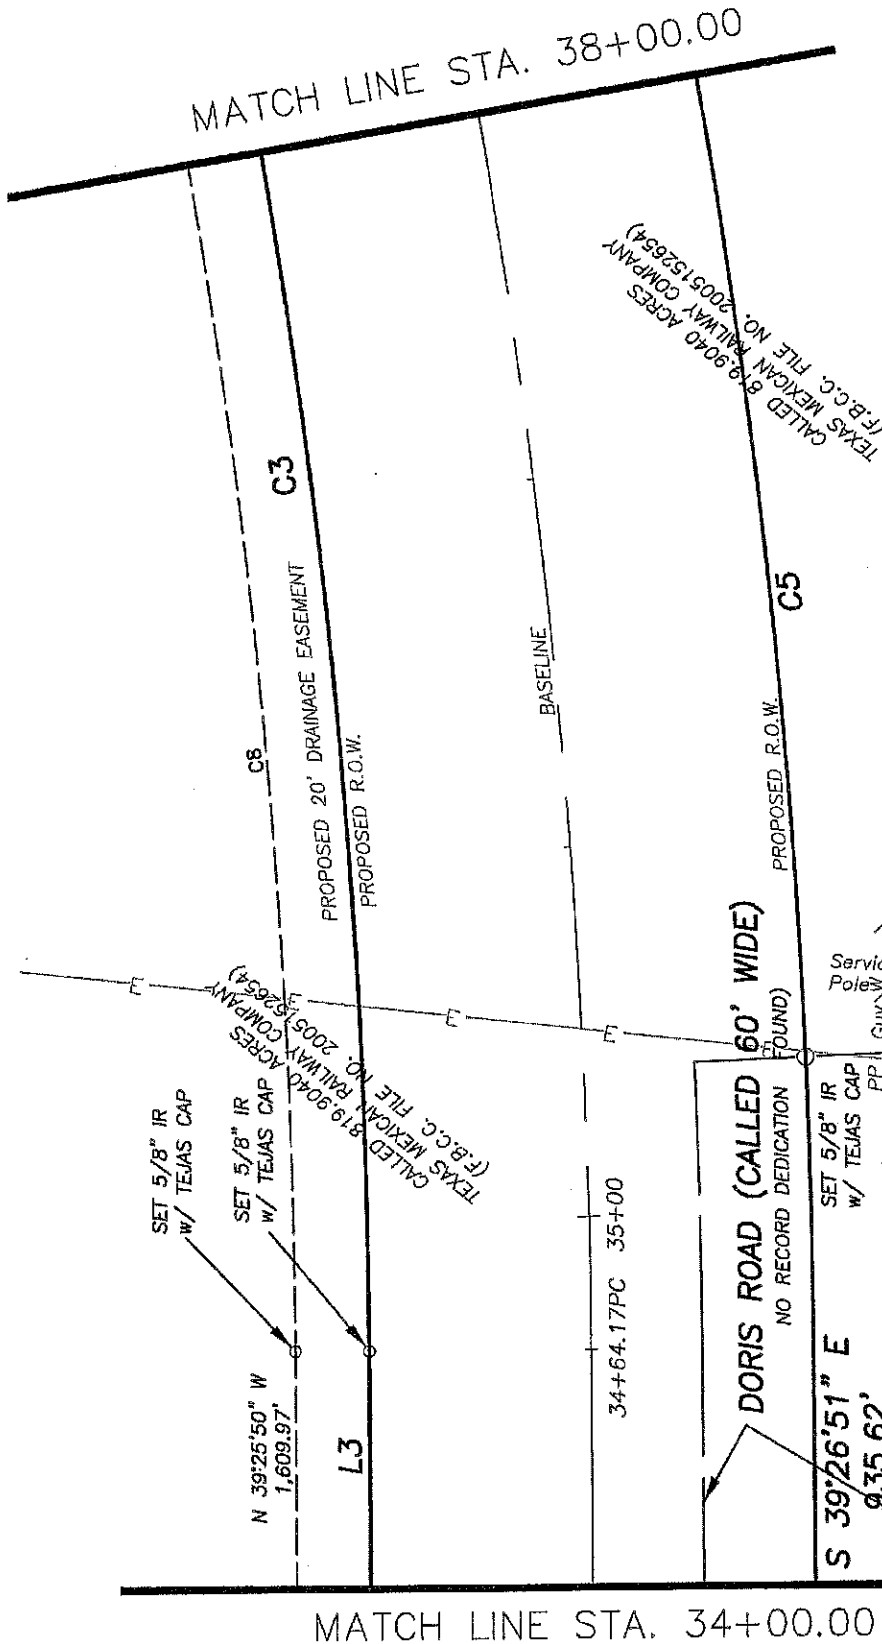 MATCH LINE STA. 38+00.00
CALLED 819.9040 ACRES
TEXAS MEXICAN RAILWAY COMPANY
(F.B.C.C. FILE NO. 2005152654)
C3
C5
C8
PROPOSED 20' DRAINAGE EASEMENT
PROPOSED R.O.W.
BASELINE
PROPOSED R.O.W.
E
E
E
E
E
CALLED 819.9040 ACRES
TEXAS MEXICAN RAILWAY COMPANY
(F.B.C.C. FILE NO. 2005152654)
SET 5/8" IR
w/ TEJAS CAP
SET 5/8" IR
w/ TEJAS CAP
N 39°25'50" W
1,609.97'
L3
34+64.17PC
35+00
DORIS ROAD (CALLED 60' WIDE)
NO RECORD DEDICATION FOUND)
SET 5/8" IR
w/ TEJAS CAP
Servic
Pole
Guy
PP
S 39°26'51" E
935.62'
MATCH LINE STA. 34+00.00